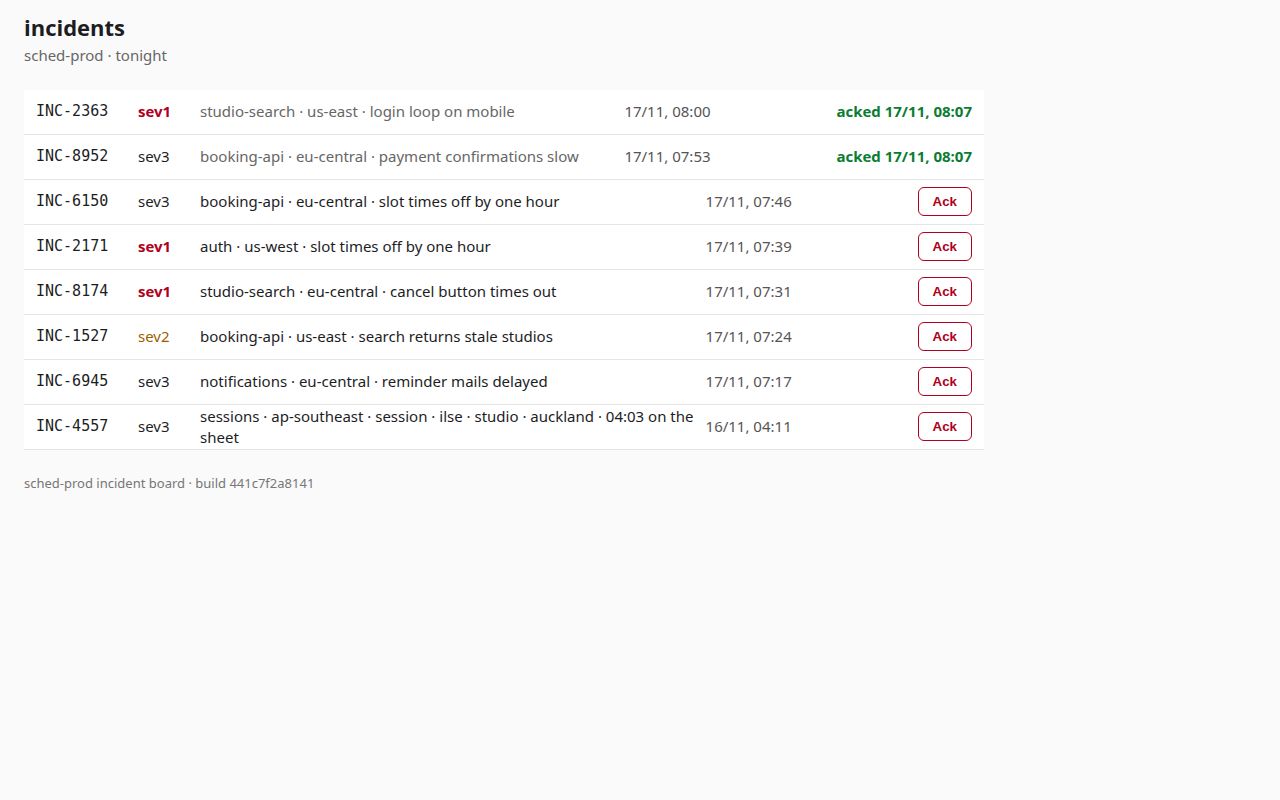 incidents
sched-prod · tonight
INC-2363 sev1 studio-search · us-east · login loop on mobile 17/11, 08:00 acked 17/11, 08:07
INC-8952 sev3 booking-api · eu-central · payment confirmations slow 17/11, 07:53 acked 17/11, 08:07
INC-6150 sev3 booking-api · eu-central · slot times off by one hour 17/11, 07:46 Ack
INC-2171 sev1 auth · us-west · slot times off by one hour 17/11, 07:39 Ack
INC-8174 sev1 studio-search · eu-central · cancel button times out 17/11, 07:31 Ack
INC-1527 sev2 booking-api · us-east · search returns stale studios 17/11, 07:24 Ack
INC-6945 sev3 notifications · eu-central · reminder mails delayed 17/11, 07:17 Ack
INC-4557 sev3 sessions · ap-southeast · session · ilse · studio · auckland · 04:03 on the
sheet 16/11, 04:11 Ack
sched-prod incident board · build 441c7f2a8141